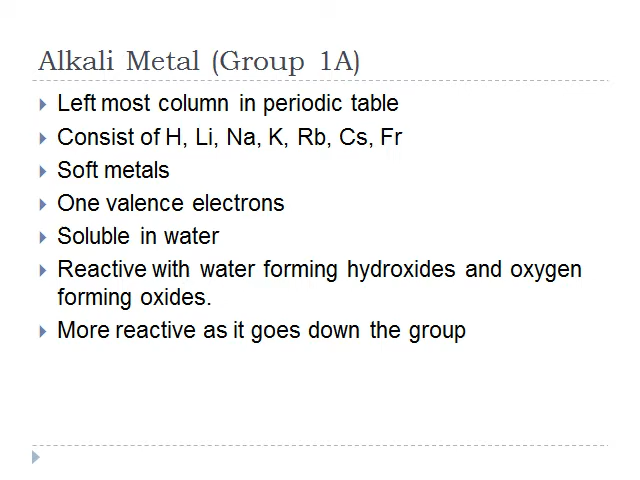 Alkali Metal (Group 1A)
Left most column in periodic table
Consist of H, Li, Na, K, Rb, Cs, Fr
Soft metals
One valence electrons
Soluble in water
Reactive with water forming hydroxides and oxygen
forming oxides.
More reactive as it goes down the group